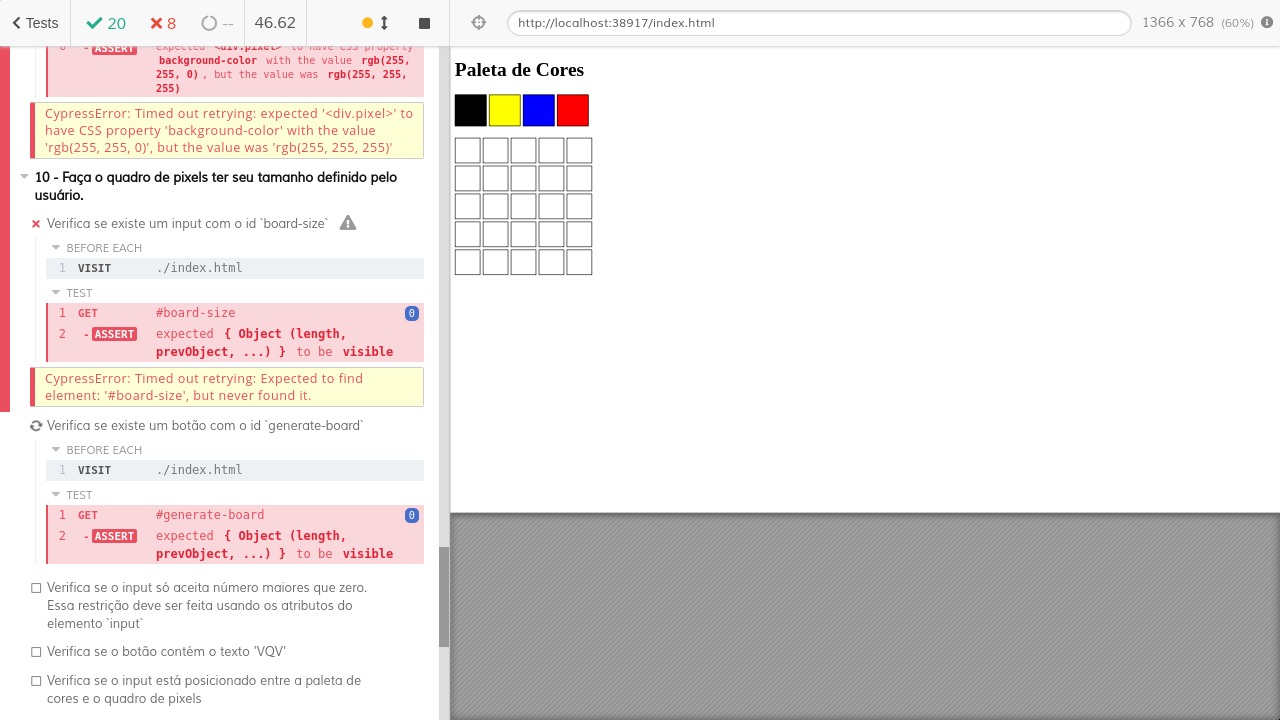 Tests
20
8
--
46.62
http://localhost:38917/index.html
1366 x 768 (60%)
6 -ASSERT expected <div.pixel> to have CSS property
background-color with the value rgb(255,
255, 0), but the value was rgb(255, 255,
255)
CypressError: Timed out retrying: expected '<div.pixel>' to
have CSS property 'background-color' with the value
'rgb(255, 255, 0)', but the value was 'rgb(255, 255, 255)'
10 - Faça o quadro de pixels ter seu tamanho definido pelo
usuário.
Verifica se existe um input com o id `board-size`
BEFORE EACH
1 VISIT ./index.html
TEST
1 GET #board-size 0
2 -ASSERT expected { Object (length,
prevObject, ...) } to be visible
CypressError: Timed out retrying: Expected to find
element: '#board-size', but never found it.
Verifica se existe um botão com o id `generate-board`
BEFORE EACH
1 VISIT ./index.html
TEST
1 GET #generate-board 0
2 -ASSERT expected { Object (length,
prevObject, ...) } to be visible
Verifica se o input só aceita número maiores que zero.
Essa restrição deve ser feita usando os atributos do
elemento `input`
Verifica se o botão contém o texto 'VQV'
Verifica se o input está posicionado entre a paleta de
cores e o quadro de pixels
Paleta de Cores